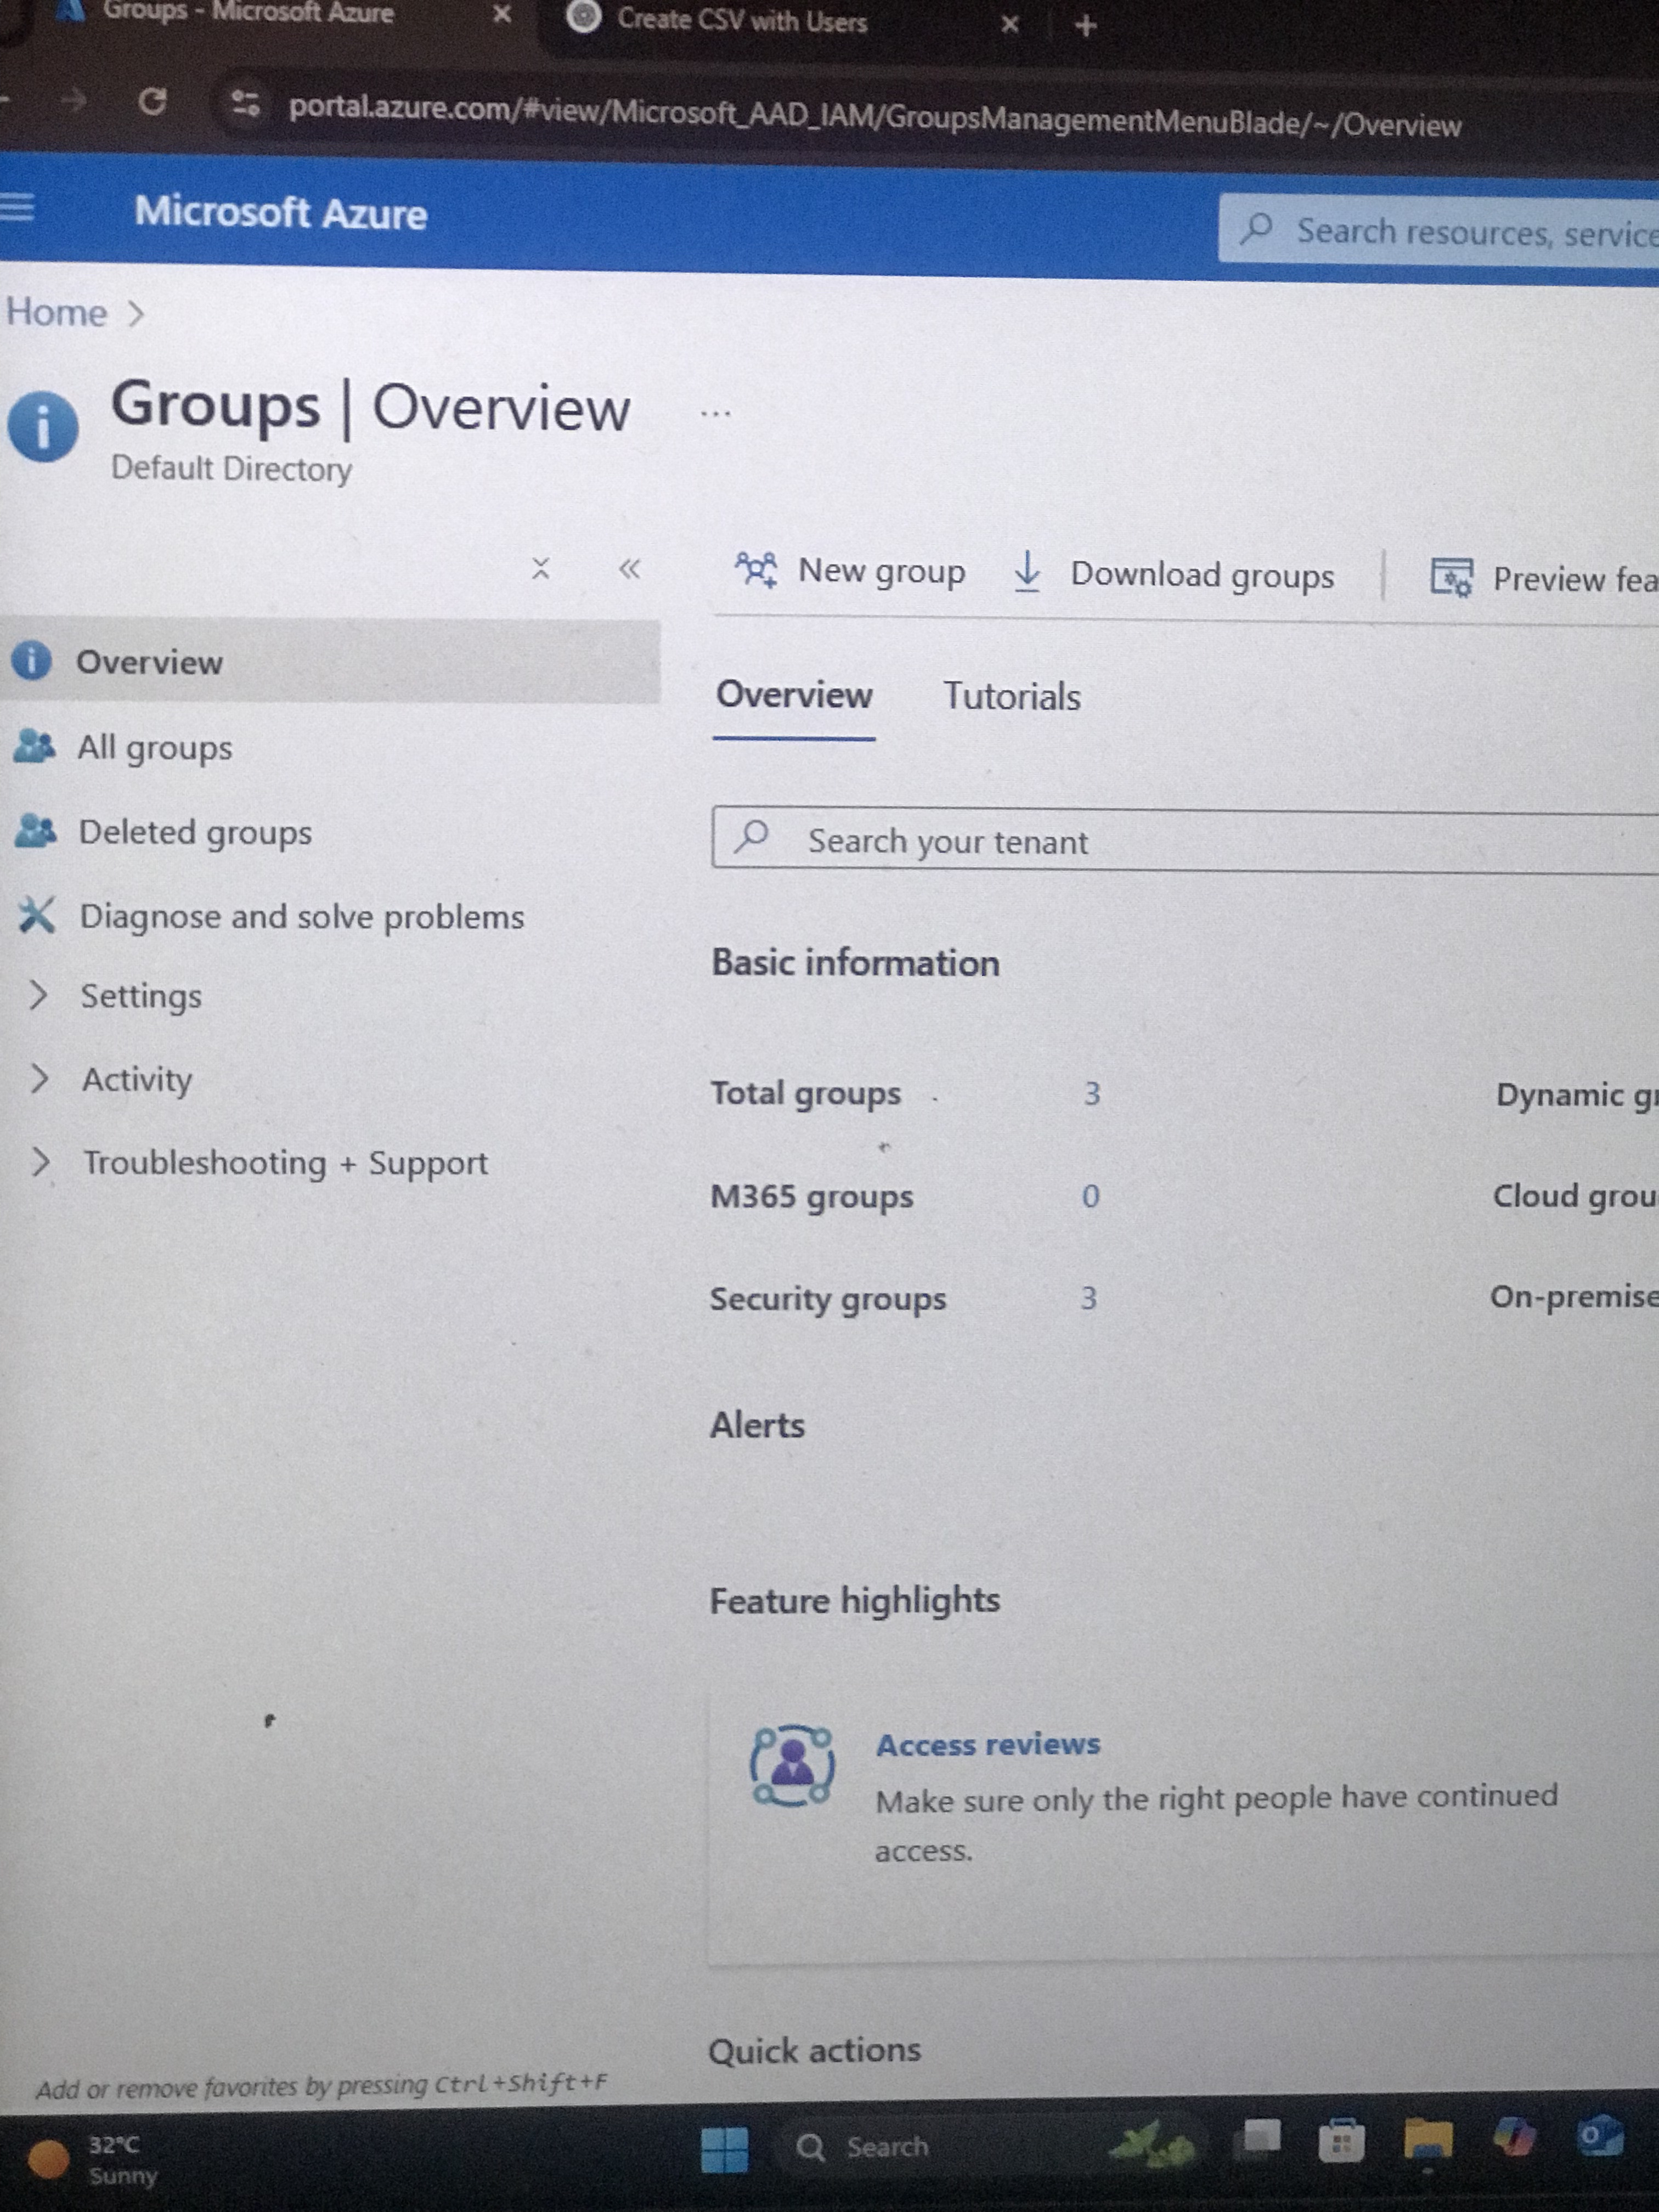 Groups - Microsoft Azure
Create CSV with Users
portal.azure.com/#view/Microsoft_AAD_IAM/GroupsManagementMenuBlade/~/Overview
Microsoft Azure
Search resources, service
Home >
Groups | Overview ...
Default Directory
New group
Download groups
Preview fea
Overview
All groups
Deleted groups
Diagnose and solve problems
Settings
Activity
Troubleshooting + Support
Overview
Tutorials
Search your tenant
Basic information
Total groups 3
Dynamic gr
M365 groups 0
Cloud grou
Security groups 3
On-premise
Alerts
Feature highlights
Access reviews
Make sure only the right people have continued
access.
Quick actions
Add or remove favorites by pressing Ctrl+Shift+F
32°C
Sunny
Search